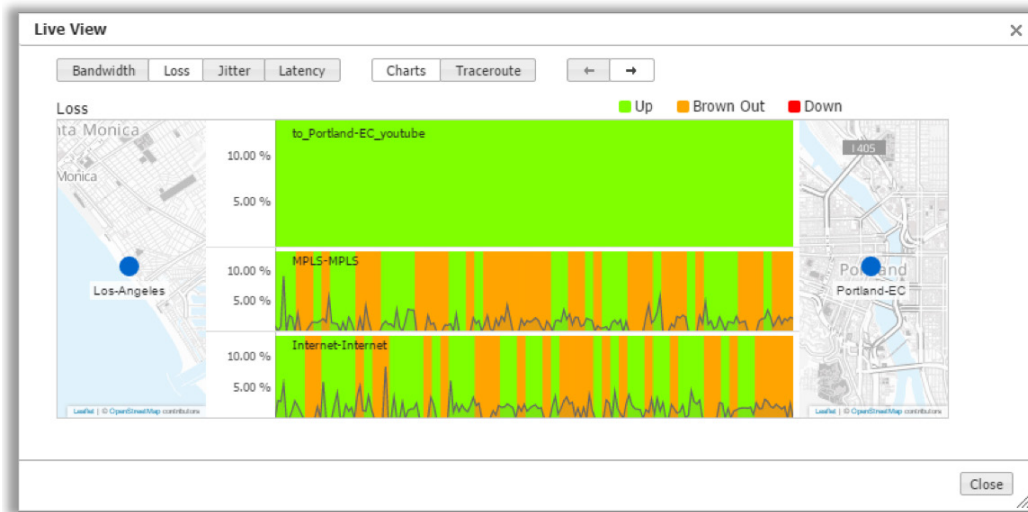 Live View
×
Bandwidth Loss Jitter Latency Charts Traceroute ← →
Loss
Up Brown Out Down
nta Monica
Monica
Los-Angeles
Leaflet | © OpenStreetMap contributors
to_Portland-EC_youtube
10.00 %
5.00 %
MPLS-MPLS
10.00 %
5.00 %
Internet-Internet
10.00 %
5.00 %
I 405
Portland
Portland-EC
Leaflet | © OpenStreetMap contributors
Close